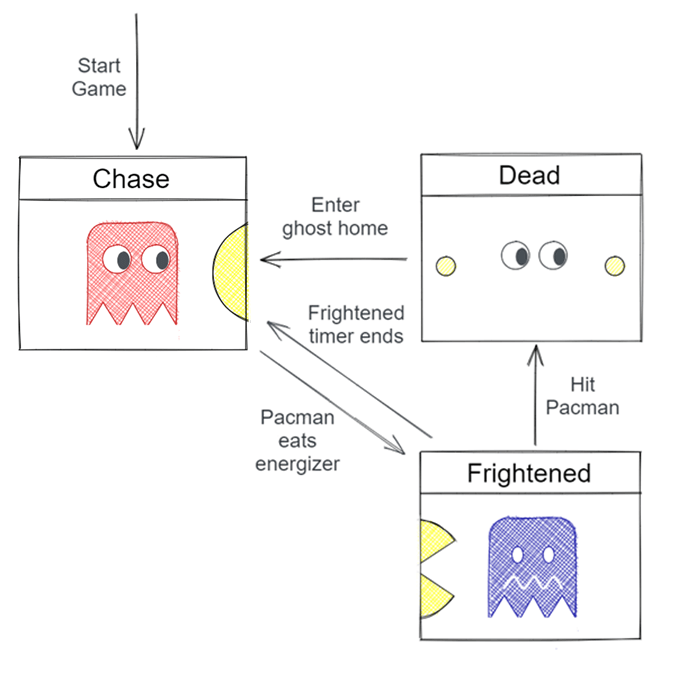 Start
Game
Chase
Dead
Enter
ghost home
Frightened
timer ends
Pacman
eats
energizer
Hit
Pacman
Frightened